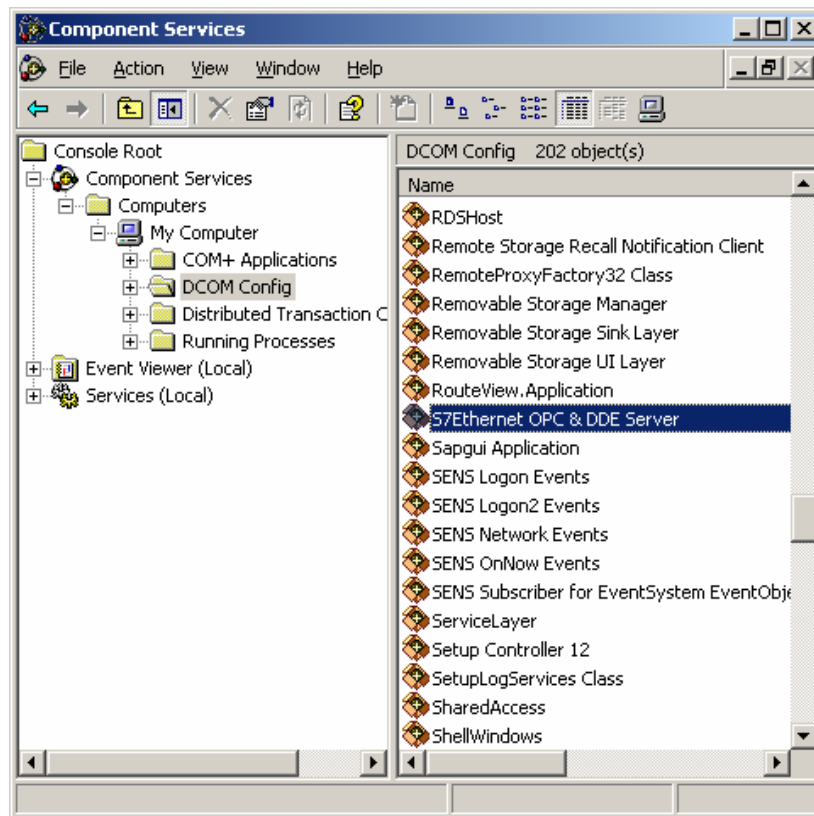 Component Services
File Action View Window Help
Console Root
Component Services
Computers
My Computer
COM+ Applications
DCOM Config
Distributed Transaction C
Running Processes
Event Viewer (Local)
Services (Local)
DCOM Config 202 object(s)
Name
RDSHost
Remote Storage Recall Notification Client
RemoteProxyFactory32 Class
Removable Storage Manager
Removable Storage Sink Layer
Removable Storage UI Layer
RouteView.Application
S7Ethernet OPC & DDE Server
Sapgui Application
SENS Logon Events
SENS Logon2 Events
SENS Network Events
SENS OnNow Events
SENS Subscriber for EventSystem EventObje
ServiceLayer
Setup Controller 12
SetupLogServices Class
SharedAccess
ShellWindows